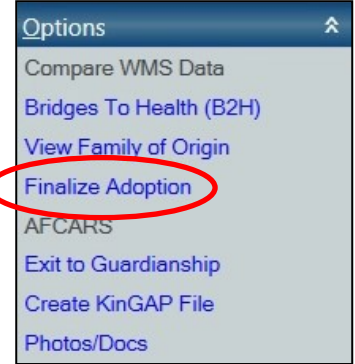 Options
Compare WMS Data
Bridges To Health (B2H)
View Family of Origin
Finalize Adoption
AFCARS
Exit to Guardianship
Create KinGAP File
Photos/Docs